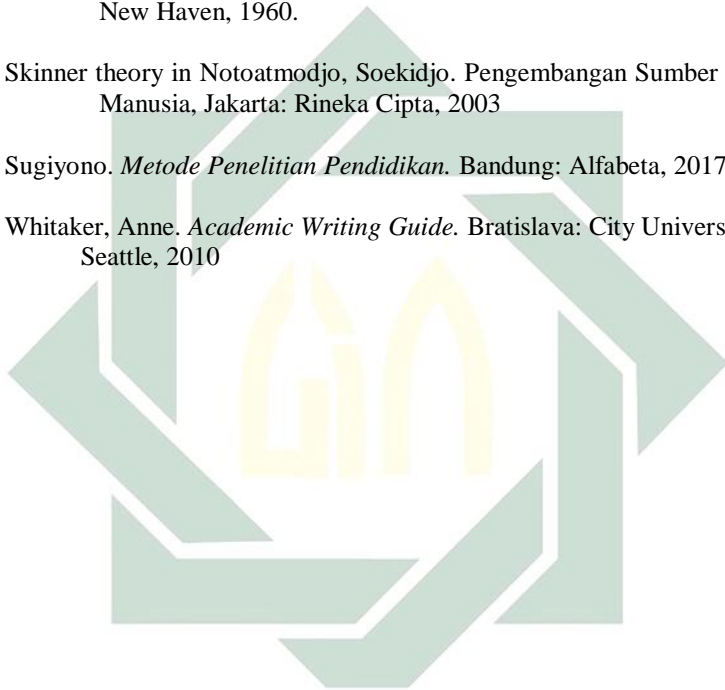 New Haven, 1960.
Skinner theory in Notoatmodjo, Soekidjo. Pengembangan Sumber
Manusia, Jakarta: Rineka Cipta, 2003
Sugiyono. Metode Penelitian Pendidikan. Bandung: Alfabeta, 2017
Whitaker, Anne. Academic Writing Guide. Bratislava: City Univers
Seattle, 2010